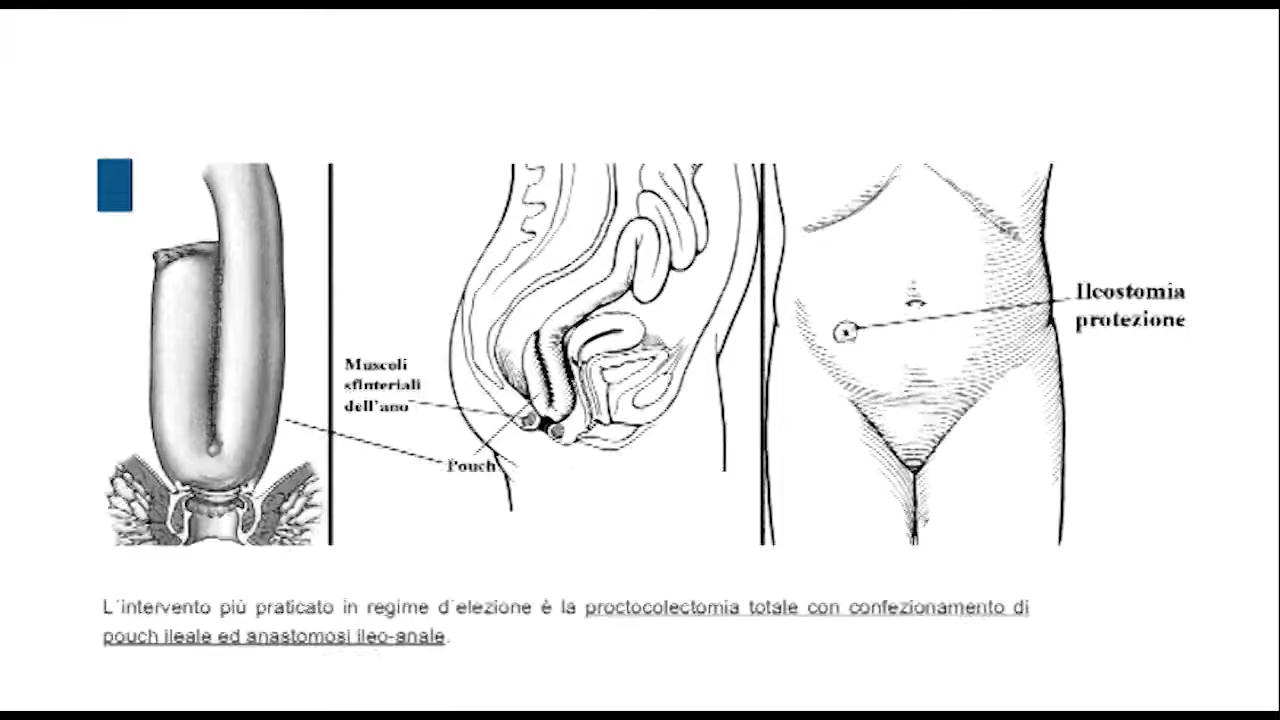 Muscoli
sfinteriali
dell'ano
Pouch
Ileostomia
protezione
L'intervento più praticato in regime d'elezione è la proctocolectomia totale con confezionamento di
pouch ileale ed anastomosi ileo-anale.